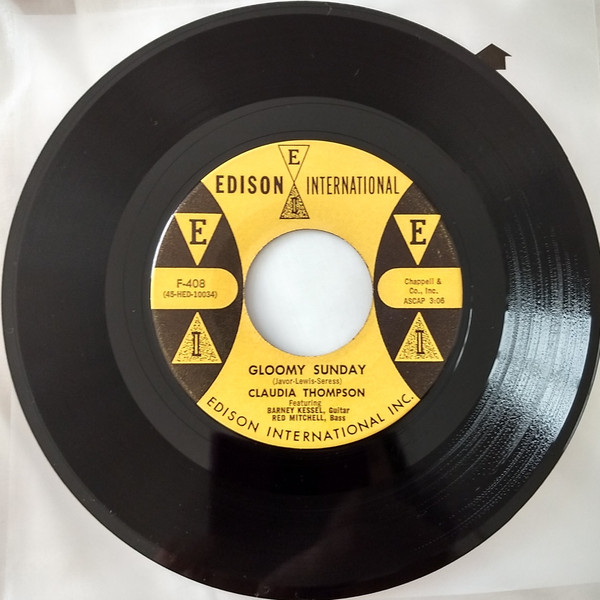 E
EDISON INTERNATIONAL
I
E
E
F-408
(45-HED-10034)
Chappell &
Co., Inc.
ASCAP 3:06
I
I
GLOOMY SUNDAY
(Javor-Lewis-Seress)
CLAUDIA THOMPSON
Featuring
BARNEY KESSEL, Guitar
RED MITCHELL, Bass
EDISON INTERNATIONAL INC.